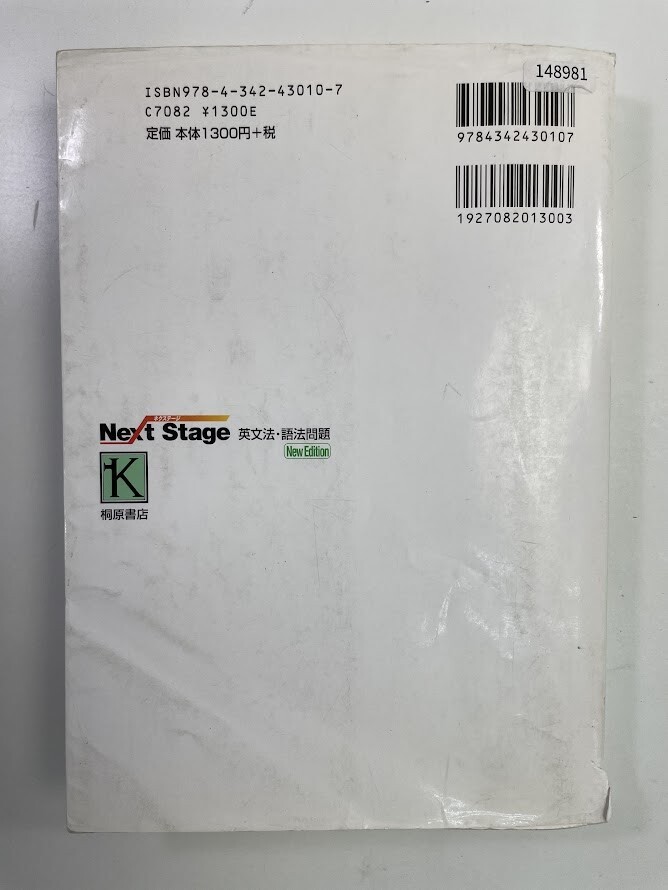 148981
ISBN978-4-342-43010-7
C7082 ¥1300E
定価 本体1300円+税
9784342430107
1927082013003
ネクステージ
Next Stage 英文法・語法問題
New Edition
K
桐原書店